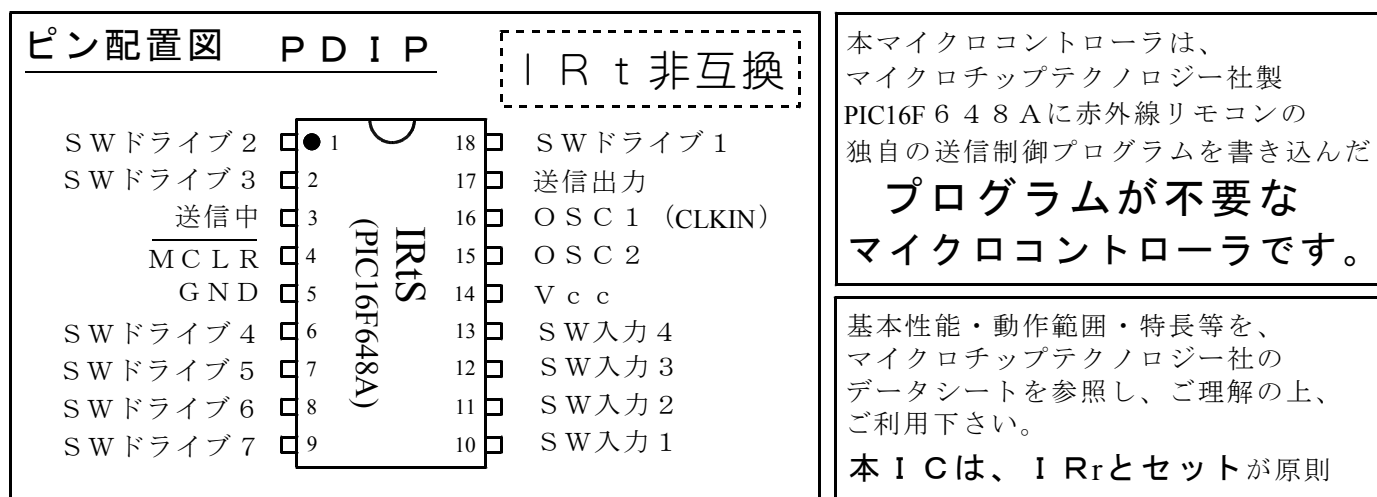 ピン配置図 ＰＤＩＰ
ＩＲｔ非互換
ＳＷドライブ２ 1 18 ＳＷドライブ１
ＳＷドライブ３ 2 17 送信出力
送信中 3 16 ＯＳＣ１（CLKIN）
ＭＣＬＲ 4 15 ＯＳＣ２
ＧＮＤ 5 14 Ｖｃｃ
ＳＷドライブ４ 6 13 ＳＷ入力４
ＳＷドライブ５ 7 12 ＳＷ入力３
ＳＷドライブ６ 8 11 ＳＷ入力２
ＳＷドライブ７ 9 10 ＳＷ入力１
IRtS
(PIC16F648A)
本マイクロコントローラは、
マイクロチップテクノロジー社製
PIC16F６４８Ａに赤外線リモコンの
独自の送信制御プログラムを書き込んだ
プログラムが不要な
マイクロコントローラです。
基本性能・動作範囲・特長等を、
マイクロチップテクノロジー社の
データシートを参照し、ご理解の上、
ご利用下さい。
本ＩＣは、ＩＲrとセットが原則